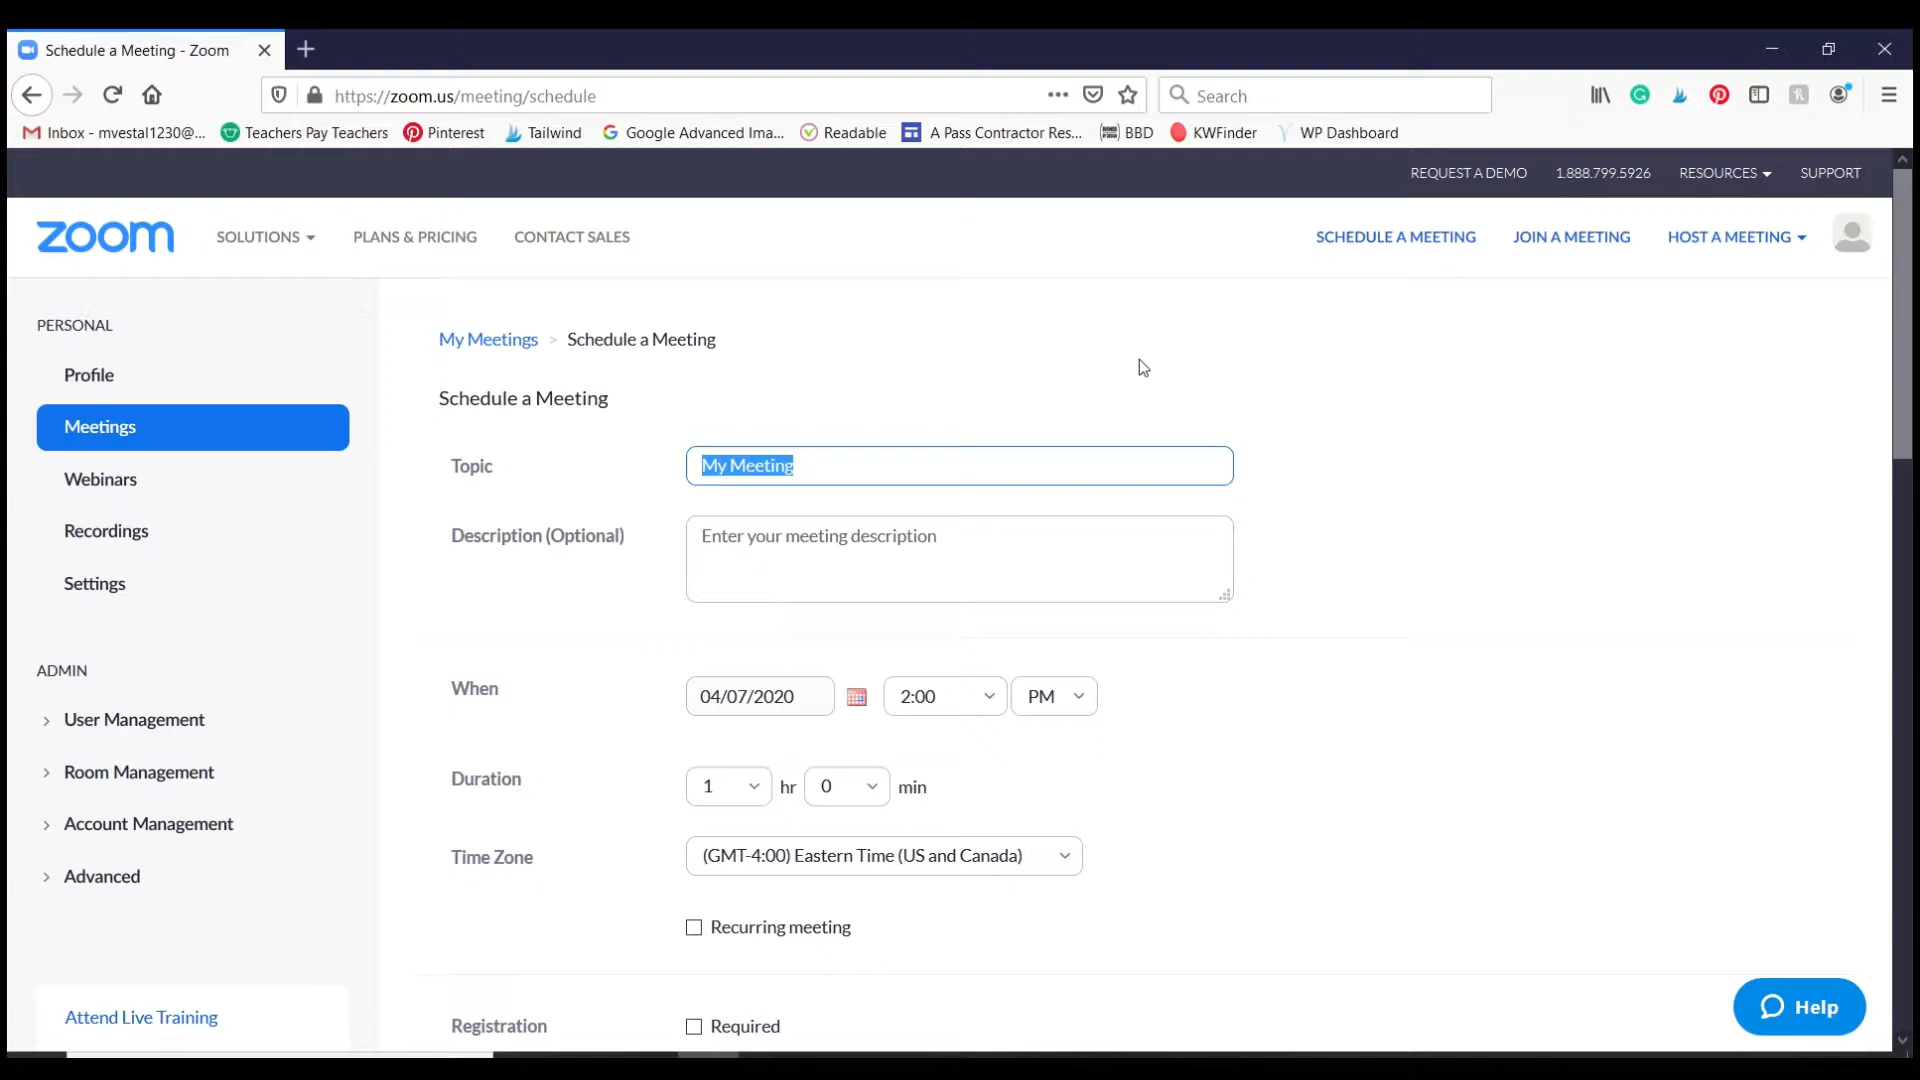 Schedule a Meeting - Zoom
https://zoom.us/meeting/schedule
Search
Inbox - mvestal1230@... Teachers Pay Teachers Pinterest Tailwind Google Advanced Ima... Readable A Pass Contractor Res... BBD KWFinder WP Dashboard
REQUEST A DEMO 1.888.799.5926 RESOURCES SUPPORT
zoom SOLUTIONS PLANS & PRICING CONTACT SALES SCHEDULE A MEETING JOIN A MEETING HOST A MEETING
PERSONAL
Profile
Meetings
Webinars
Recordings
Settings
ADMIN
User Management
Room Management
Account Management
Advanced
Attend Live Training
My Meetings > Schedule a Meeting
Schedule a Meeting
Topic My Meeting
Description (Optional) Enter your meeting description
When 04/07/2020 2:00 PM
Duration 1 hr 0 min
Time Zone (GMT-4:00) Eastern Time (US and Canada)
Recurring meeting
Registration Required
Help